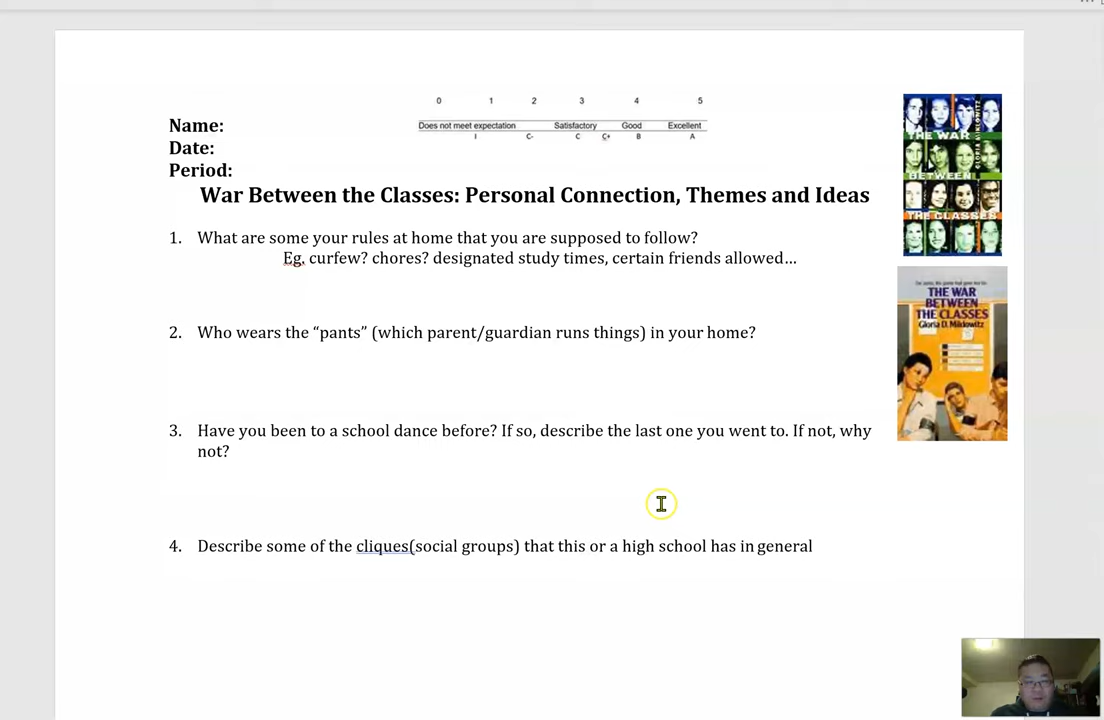 0 1 2 3 4 5
Does not meet expectation Satisfactory Good Excellent
I C- C C+ B A
Name:
Date:
Period:
War Between the Classes: Personal Connection, Themes and Ideas
1. What are some your rules at home that you are supposed to follow?
Eg. curfew? chores? designated study times, certain friends allowed…
2. Who wears the “pants” (which parent/guardian runs things) in your home?
3. Have you been to a school dance before? If so, describe the last one you went to. If not, why
not?
4. Describe some of the cliques(social groups) that this or a high school has in general
THE WAR
BETWEEN
THE CLASSES
GLORIA D. MIKLOWITZ
THE WAR
BETWEEN
THE CLASSES
Gloria D. Miklowitz